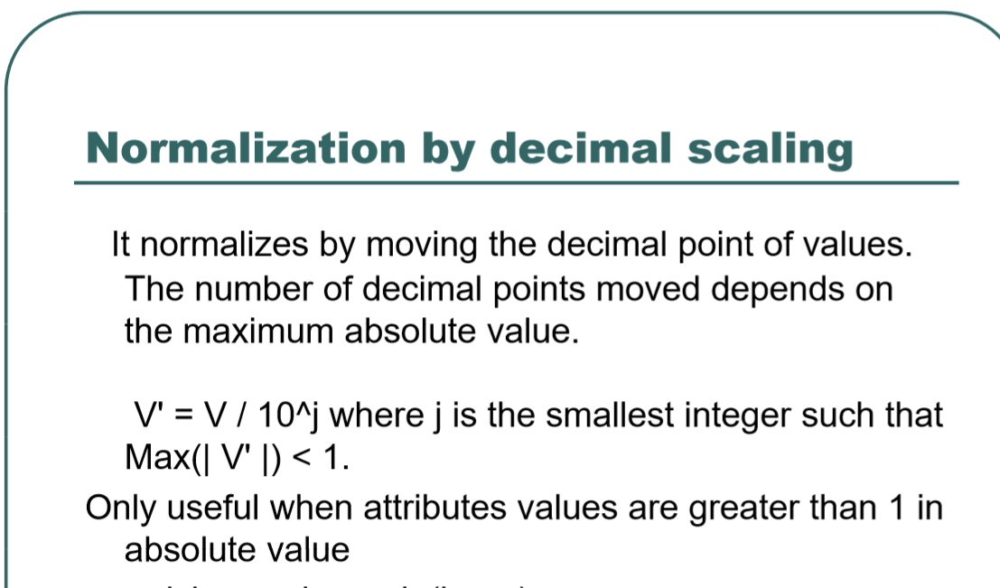 Normalization by decimal scaling
It normalizes by moving the decimal point of values.
The number of decimal points moved depends on
the maximum absolute value.
V' = V / 10^j where j is the smallest integer such that
Max(| V' |) < 1.
Only useful when attributes values are greater than 1 in
absolute value